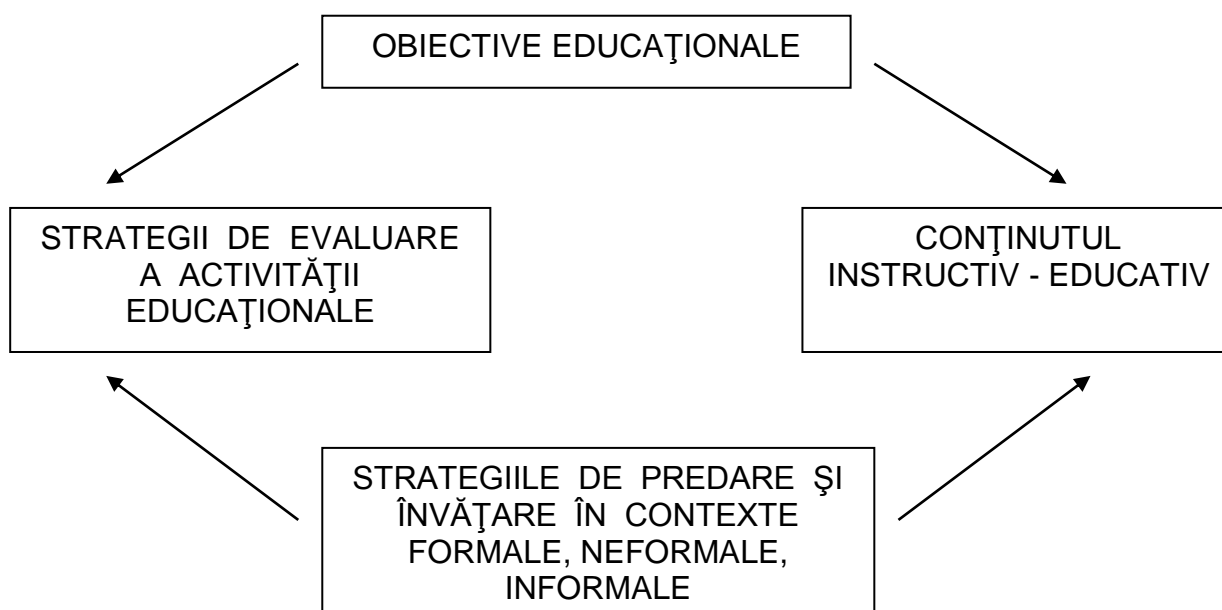 OBIECTIVE EDUCAŢIONALE
STRATEGII DE EVALUARE
A ACTIVITĂŢII
EDUCAŢIONALE
CONŢINUTUL
INSTRUCTIV - EDUCATIV
STRATEGIILE DE PREDARE ŞI
ÎNVĂŢARE ÎN CONTEXTE
FORMALE, NEFORMALE,
INFORMALE